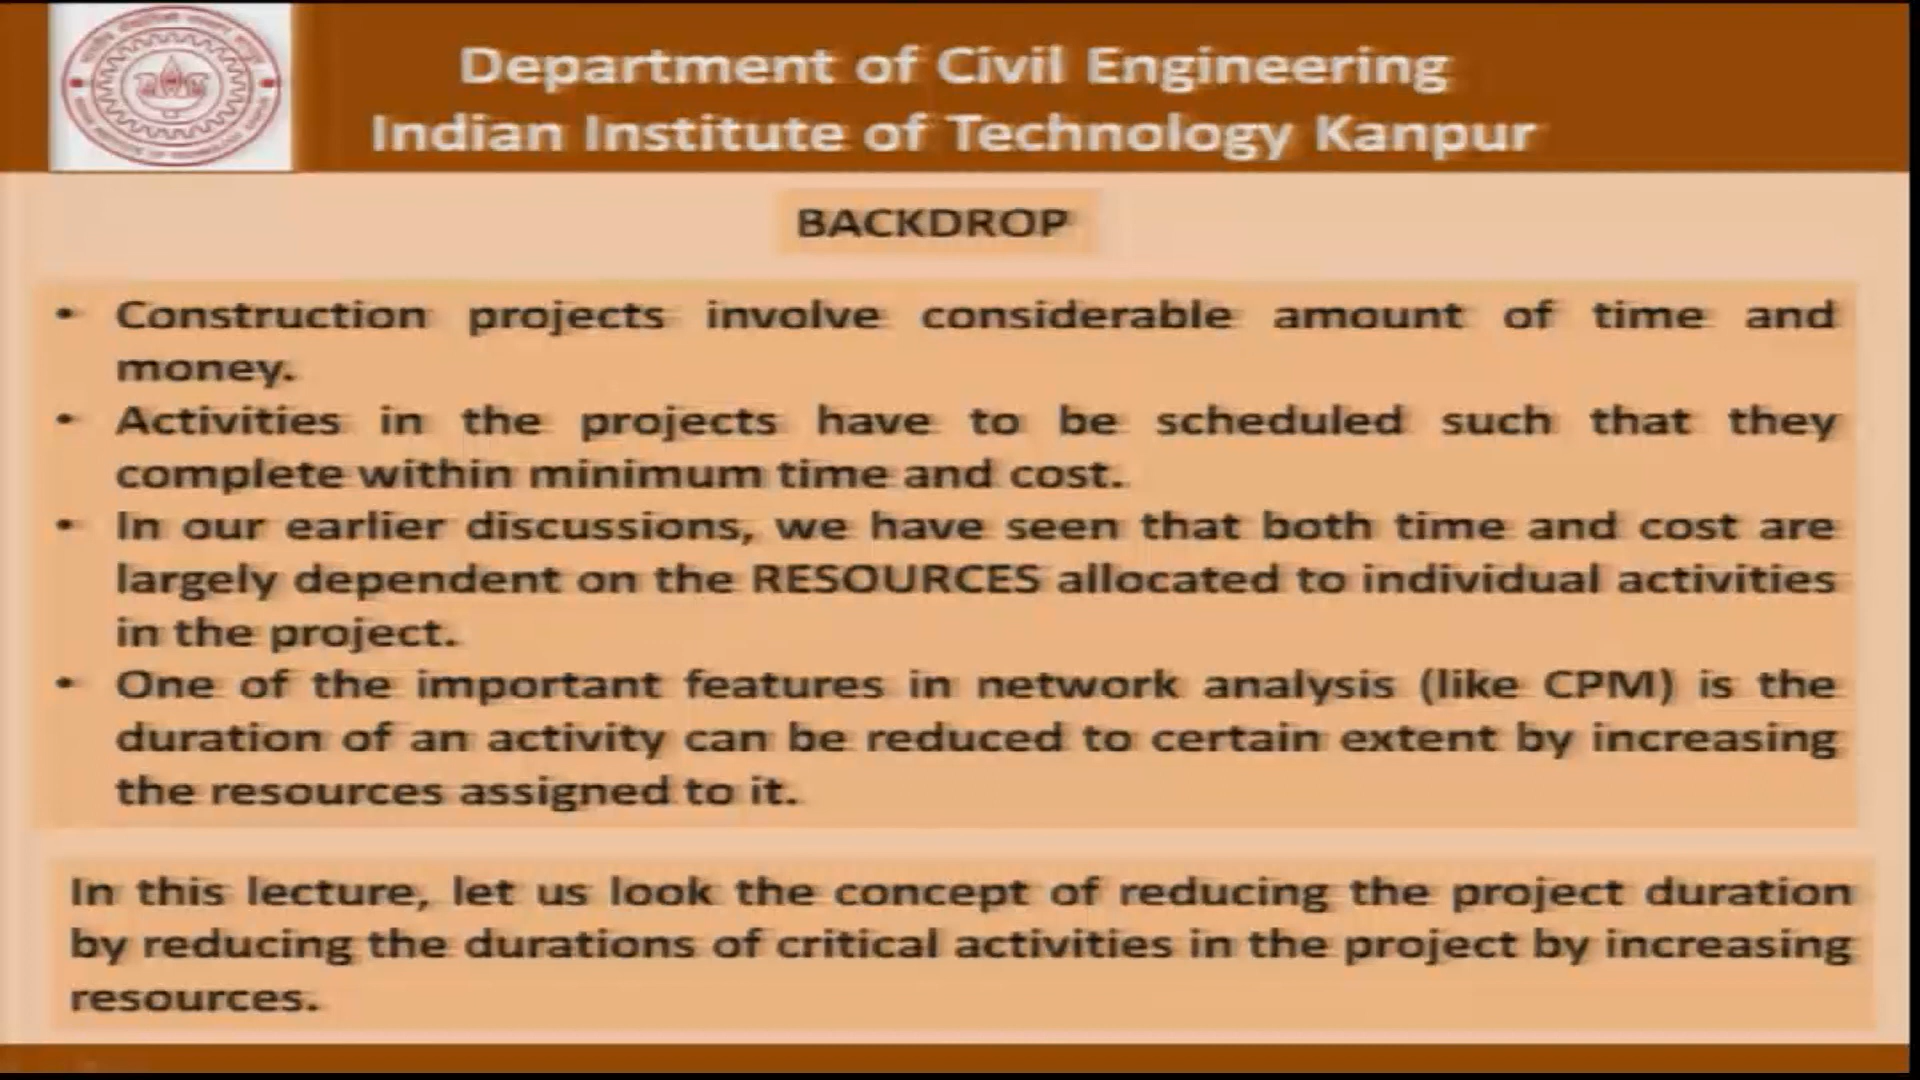 Department of Civil Engineering
Indian Institute of Technology Kanpur
BACKDROP
• Construction projects involve considerable amount of time and
money.
• Activities in the projects have to be scheduled such that they
complete within minimum time and cost.
• In our earlier discussions, we have seen that both time and cost are
largely dependent on the RESOURCES allocated to individual activities
in the project.
• One of the important features in network analysis (like CPM) is the
duration of an activity can be reduced to certain extent by increasing
the resources assigned to it.
In this lecture, let us look the concept of reducing the project duration
by reducing the durations of critical activities in the project by increasing
resources.